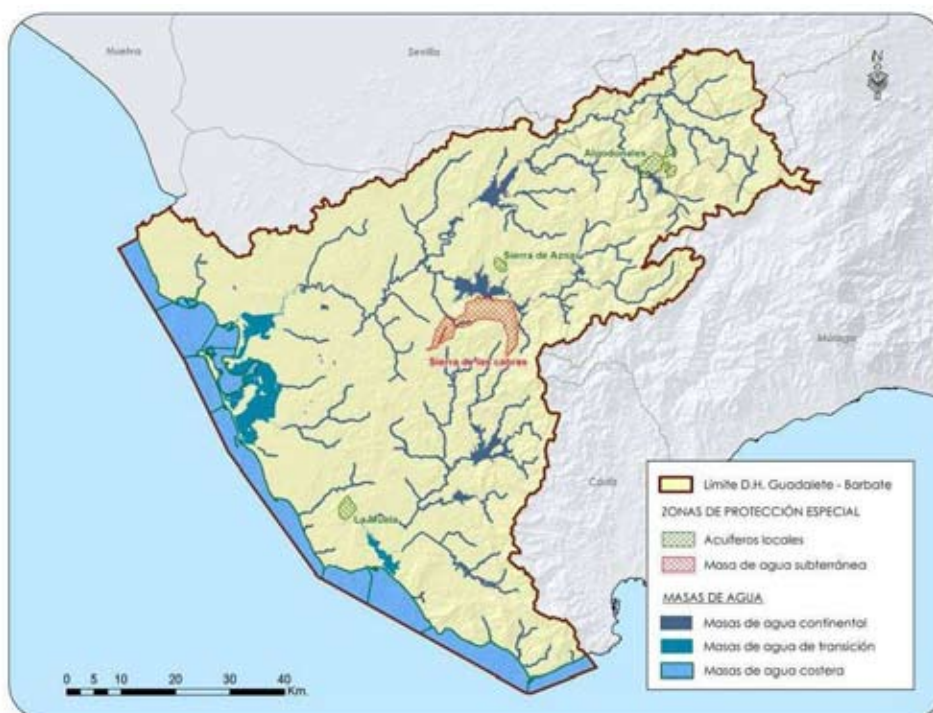 Huelva
Sevilla
N
Algodonales
Sierra de Aznar
Sierra de las cabras
Málaga
Cádiz
La Muela
Límite D.H. Guadalete - Barbate
ZONAS DE PROTECCIÓN ESPECIAL
Acuíferos locales
Masa de agua subterránea
MASAS DE AGUA
Masas de agua continental
Masas de agua de transición
Masas de agua costera
0 5 10 20 30 40
Km.